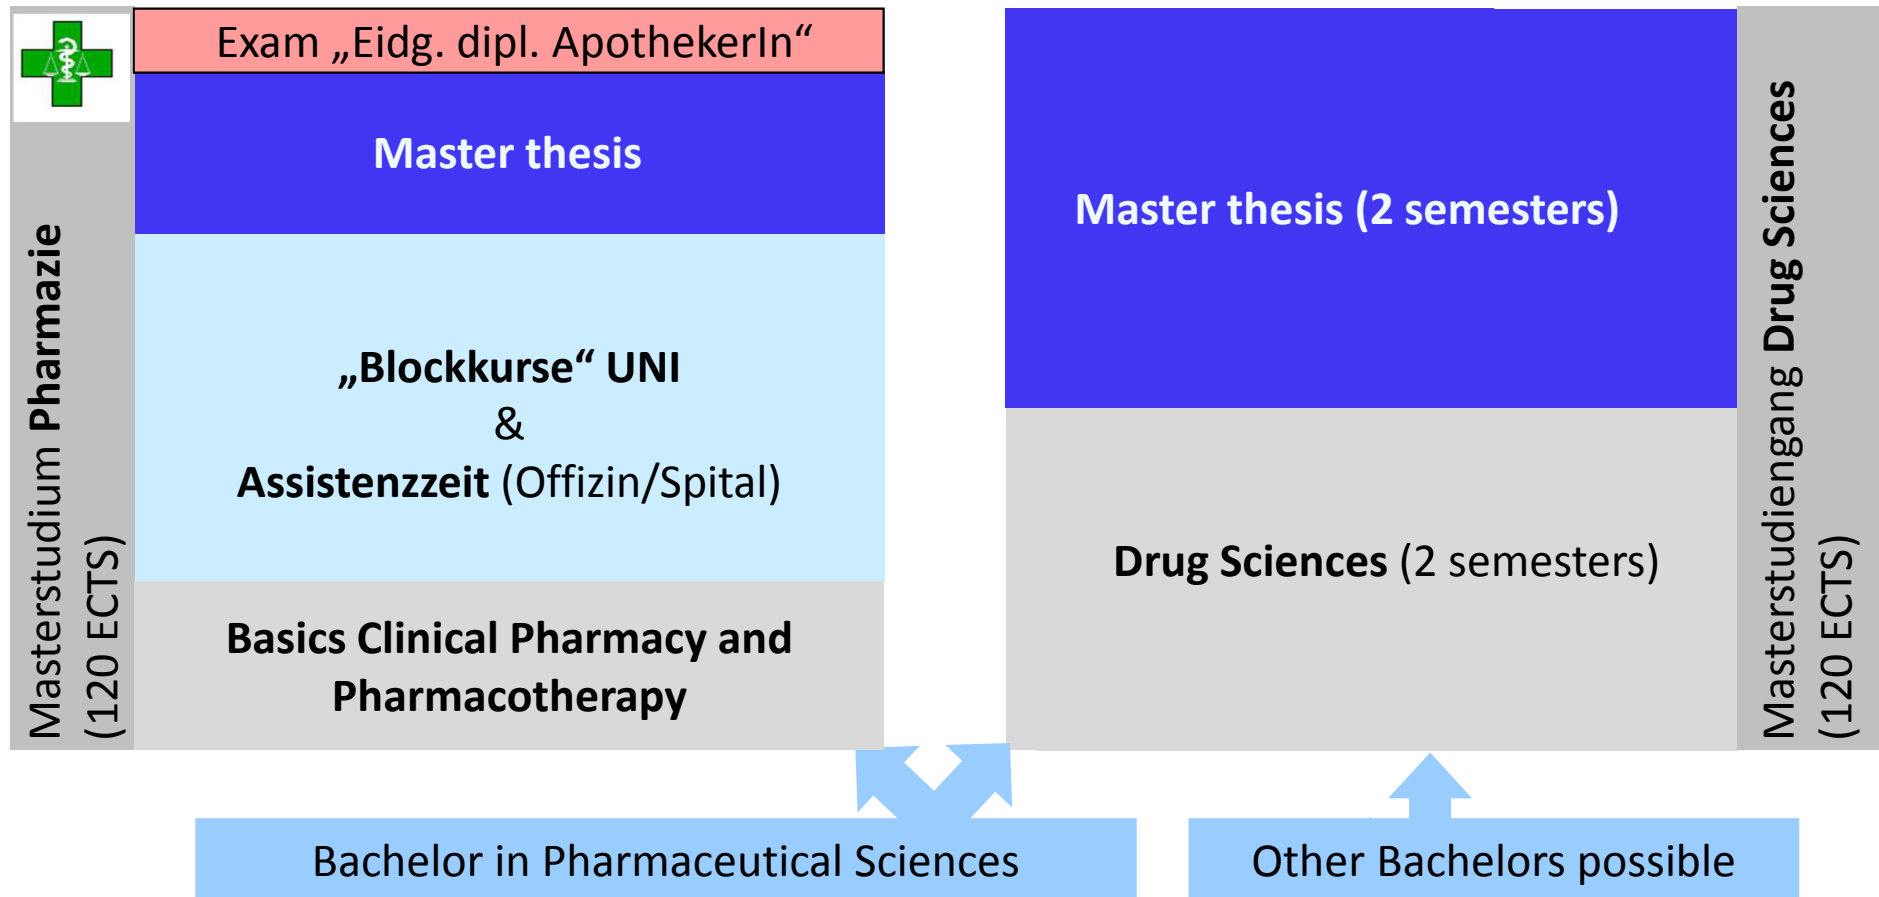 Exam „Eidg. dipl. ApothekerIn“
Master thesis
„Blockkurse“ UNI
&
Assistenzzeit (Offizin/Spital)
Basics Clinical Pharmacy and
Pharmacotherapy
Masterstudium Pharmazie
(120 ECTS)
Master thesis (2 semesters)
Drug Sciences (2 semesters)
Masterstudiengang Drug Sciences
(120 ECTS)
Bachelor in Pharmaceutical Sciences
Other Bachelors possible